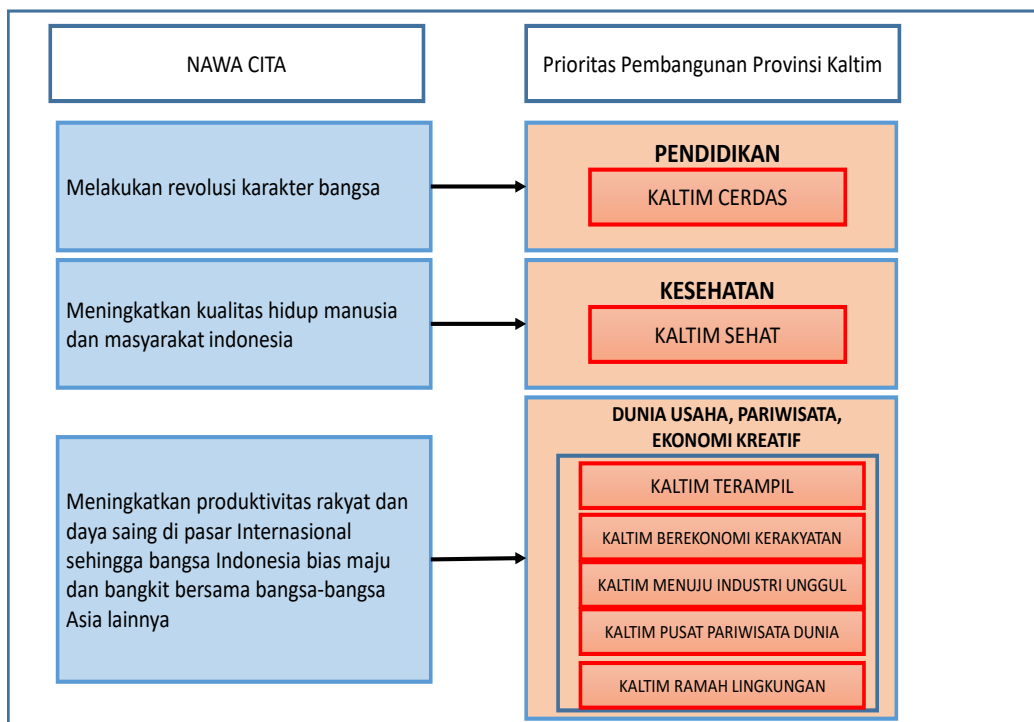 NAWA CITA
Prioritas Pembangunan Provinsi Kaltim
Melakukan revolusi karakter bangsa
PENDIDIKAN
KALTIM CERDAS
Meningkatkan kualitas hidup manusia
dan masyarakat indonesia
KESEHATAN
KALTIM SEHAT
Meningkatkan produktivitas rakyat dan
daya saing di pasar Internasional
sehingga bangsa Indonesia bias maju
dan bangkit bersama bangsa-bangsa
Asia lainnya
DUNIA USAHA, PARIWISATA,
EKONOMI KREATIF
KALTIM TERAMPIL
KALTIM BEREKONOMI KERAKYATAN
KALTIM MENUJU INDUSTRI UNGGUL
KALTIM PUSAT PARIWISATA DUNIA
KALTIM RAMAH LINGKUNGAN